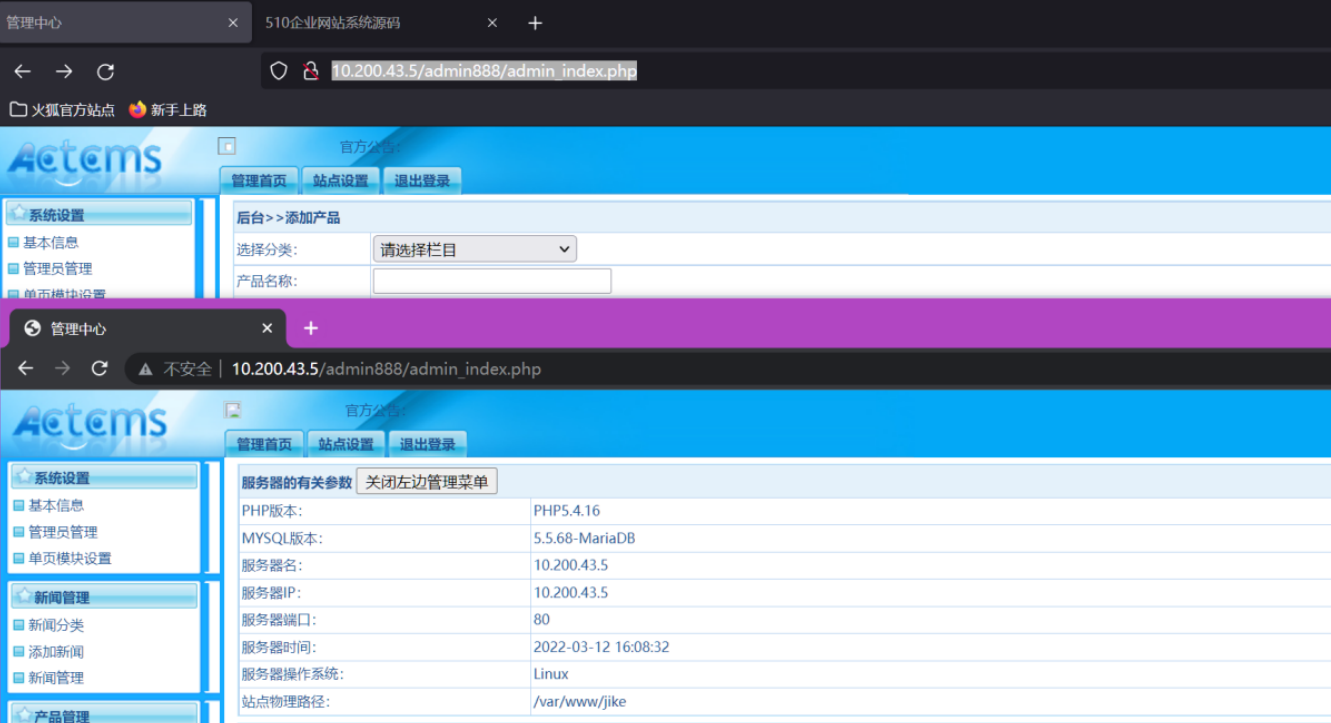 管理中心
510企业网站系统源码
10.200.43.5/admin888/admin_index.php
火狐官方站点 新手上路
Actcms
官方公告:
管理首页 站点设置 退出登录
系统设置
基本信息
管理员管理
单页模块设置
后台>>添加产品
选择分类: 请选择栏目
产品名称:
管理中心
不安全 10.200.43.5/admin888/admin_index.php
Actcms
官方公告:
管理首页 站点设置 退出登录
系统设置
基本信息
管理员管理
单页模块设置
新闻管理
新闻分类
添加新闻
新闻管理
产品管理
服务器的有关参数 关闭左边管理菜单
PHP版本: PHP5.4.16
MYSQL版本: 5.5.68-MariaDB
服务器名: 10.200.43.5
服务器IP: 10.200.43.5
服务器端口: 80
服务器时间: 2022-03-12 16:08:32
服务器操作系统: Linux
站点物理路径: /var/www/jike